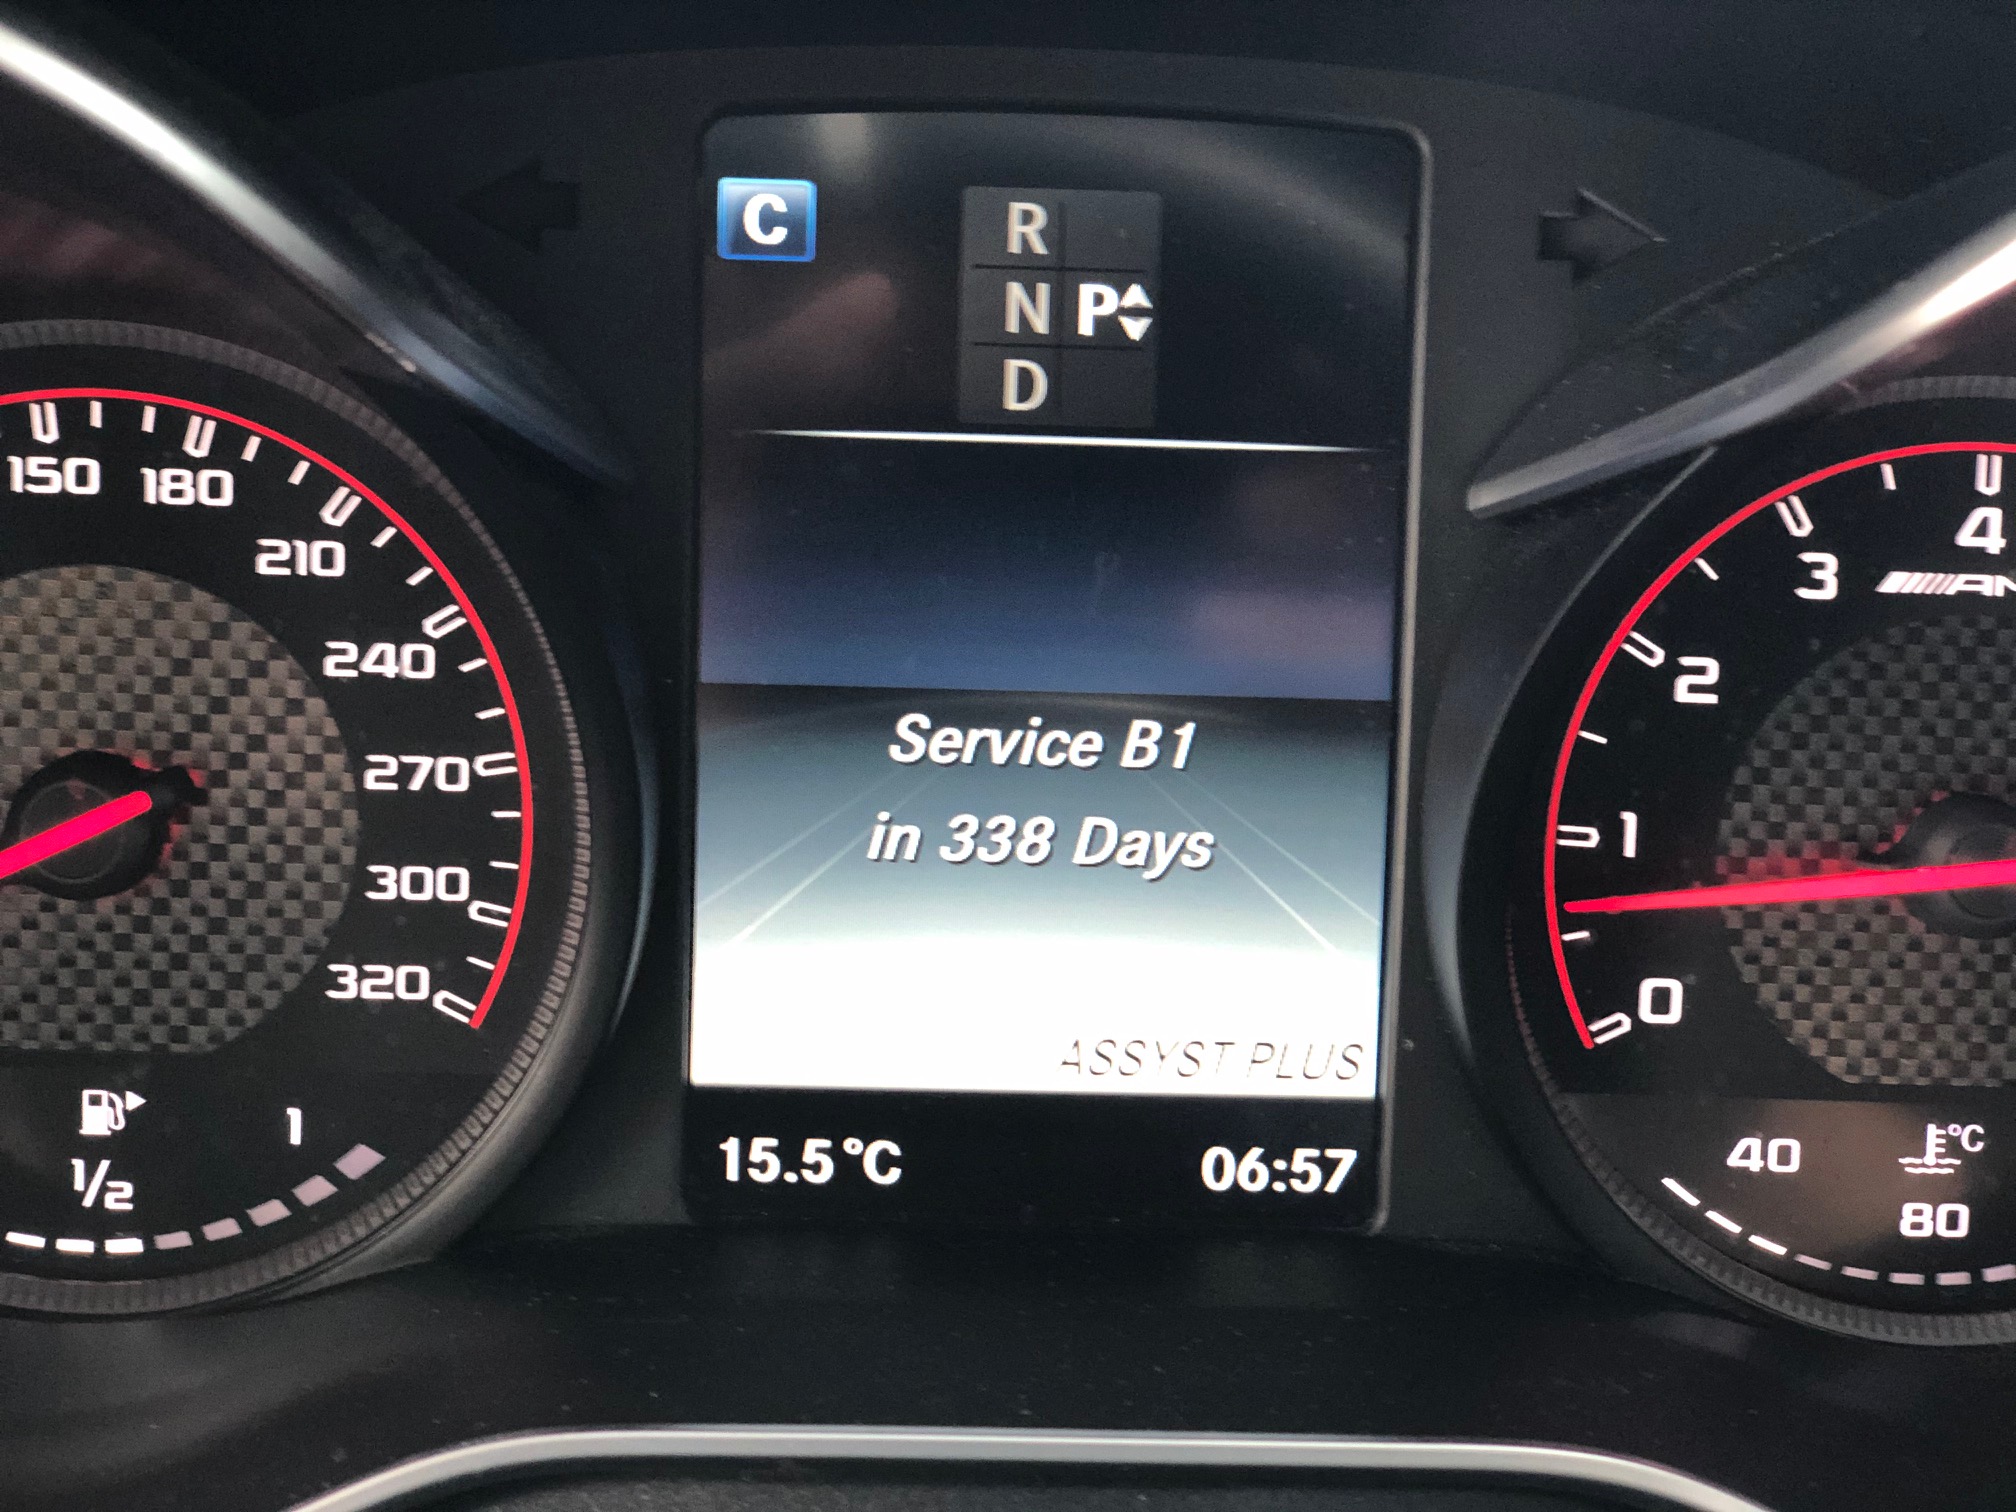 C
R
N P
D
150 180
210
240
270
300
320
1
1/2
Service B1
in 338 Days
ASSYST PLUS
15.5°C 06:57
4
3
2
1
0
40 °C
80